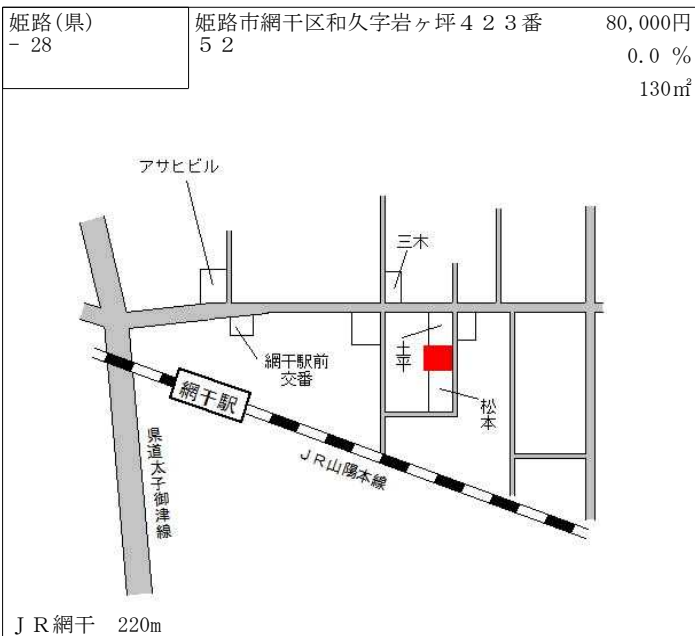 姫路(県)
- 28
姫路市網干区和久字岩ヶ坪４２３番
５２
80,000円
0.0 %
130㎡
アサヒビル
三木
網干駅前
交番
土平
松本
網干駅
ＪＲ山陽本線
県道太子御津線
ＪＲ網干 220m